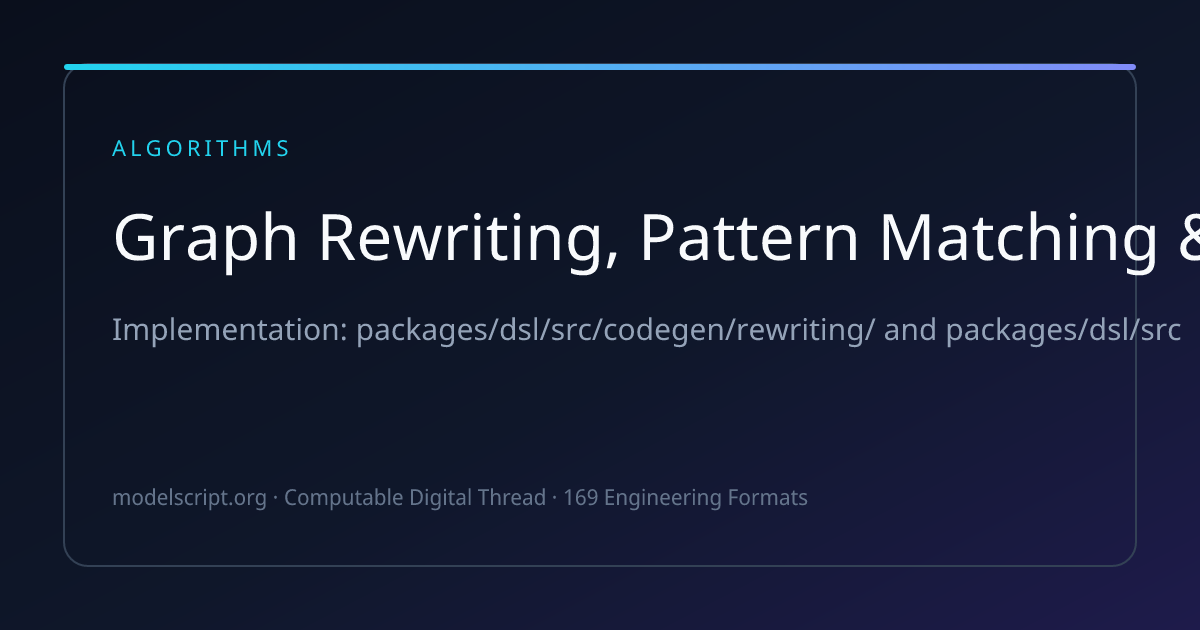 ALGORITHMS
Graph Rewriting, Pattern Matching &
Implementation: packages/dsl/src/codegen/rewriting/ and packages/dsl/src
modelscript.org · Computable Digital Thread · 169 Engineering Formats